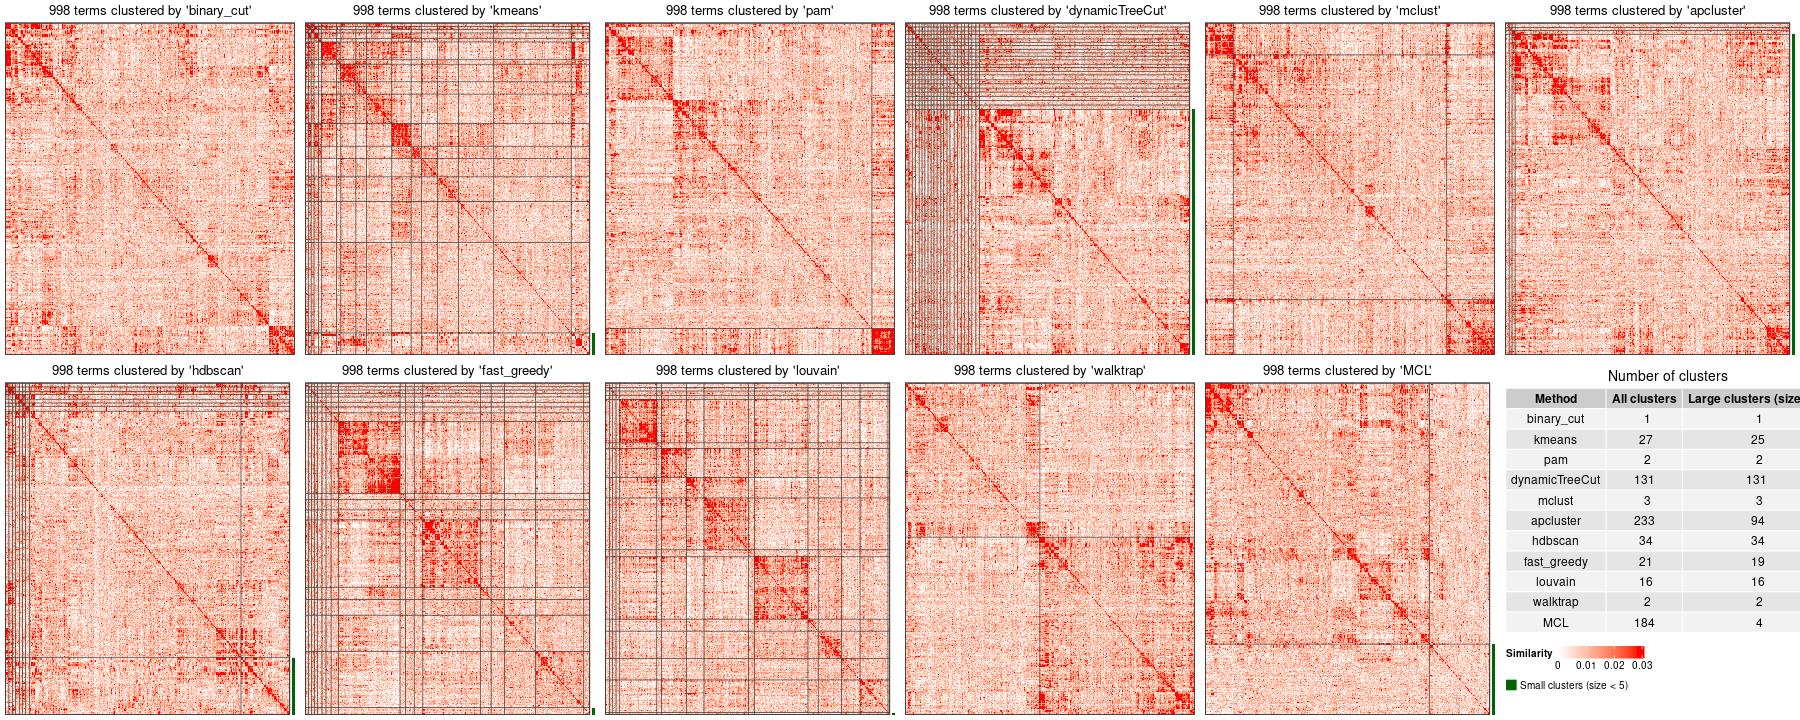 998 terms clustered by 'binary_cut'
998 terms clustered by 'kmeans'
998 terms clustered by 'pam'
998 terms clustered by 'dynamicTreeCut'
998 terms clustered by 'mclust'
998 terms clustered by 'apcluster'
998 terms clustered by 'hdbscan'
998 terms clustered by 'fast_greedy'
998 terms clustered by 'louvain'
998 terms clustered by 'walktrap'
998 terms clustered by 'MCL'
Number of clusters
Method All clusters Large clusters (size
binary_cut 1 1
kmeans 27 25
pam 2 2
dynamicTreeCut 131 131
mclust 3 3
apcluster 233 94
hdbscan 34 34
fast_greedy 21 19
louvain 16 16
walktrap 2 2
MCL 184 4
Similarity
0 0.01 0.02 0.03
Small clusters (size < 5)